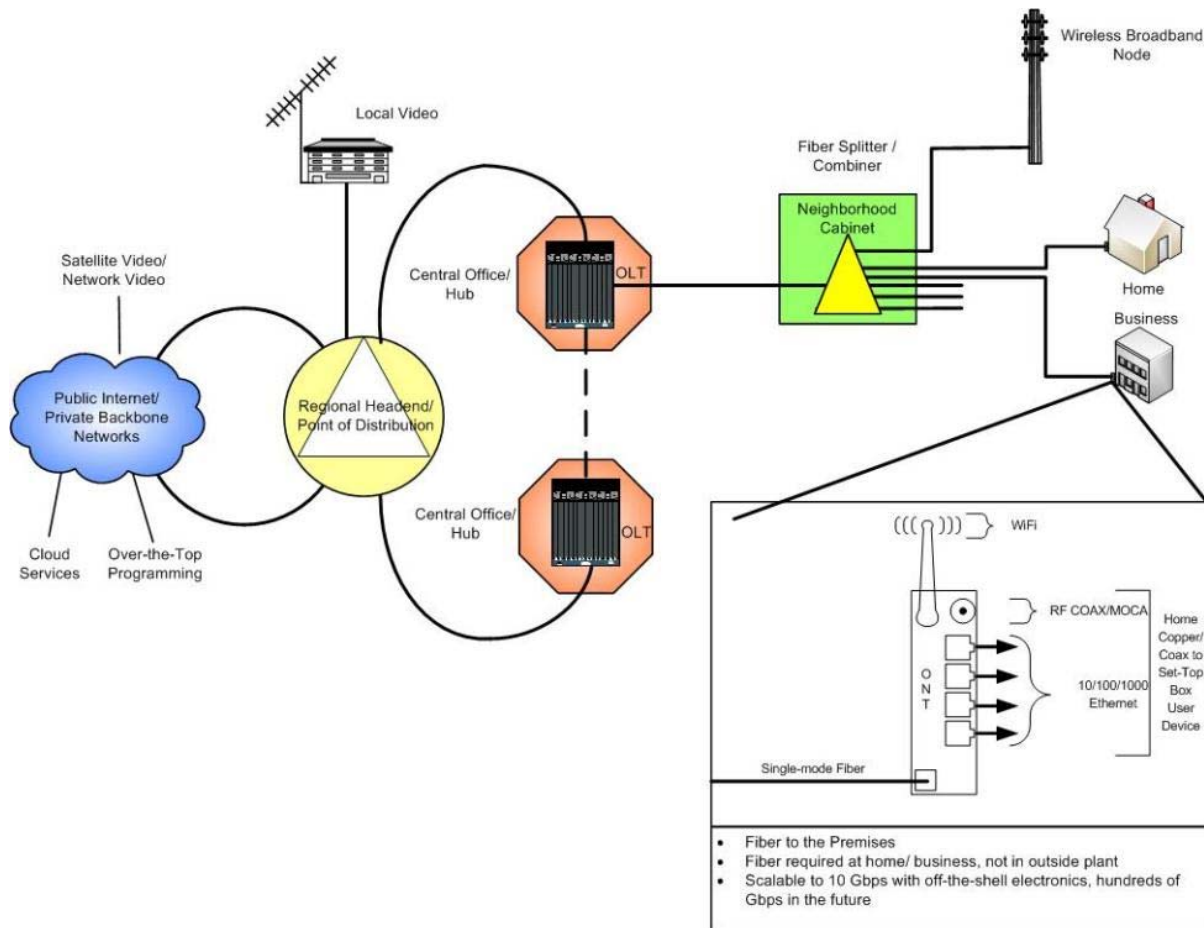 Wireless Broadband
Node
Local Video
Fiber Splitter /
Combiner
Neighborhood
Cabinet
Satellite Video/
Network Video
Central Office/
Hub
OLT
Home
Business
Public Internet/
Private Backbone
Networks
Regional Headend/
Point of Distribution
Central Office/
Hub
OLT
Cloud
Services
Over-the-Top
Programming
WiFi
RF COAX/MOCA
10/100/1000
Ethernet
Home
Copper/
Coax to
Set-Top
Box
User
Device
O
N
T
Single-mode Fiber
• Fiber to the Premises
• Fiber required at home/ business, not in outside plant
• Scalable to 10 Gbps with off-the-shell electronics, hundreds of
Gbps in the future